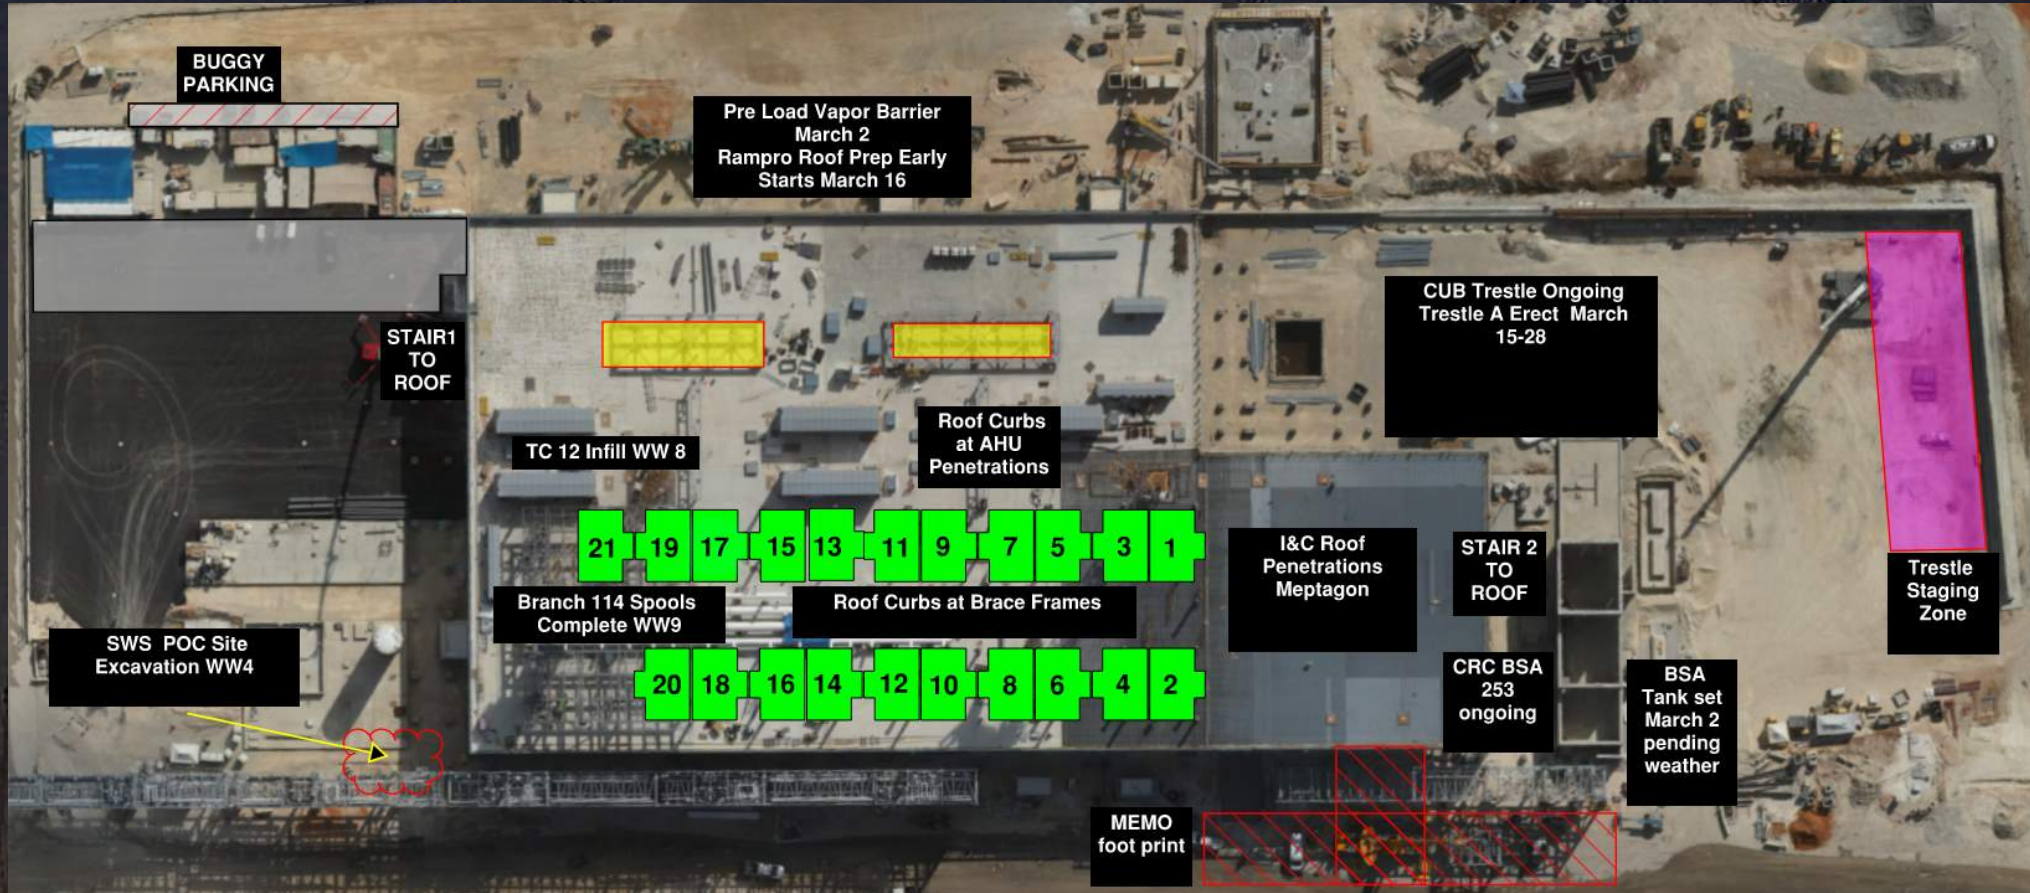 BUGGY
PARKING
Pre Load Vapor Barrier
March 2
Rampro Roof Prep Early
Starts March 16
STAIR1
TO
ROOF
CUB Trestle Ongoing
Trestle A Erect March
15-28
TC 12 Infill WW 8
Roof Curbs
at AHU
Penetrations
21 19 17 15 13 11 9 7 5 3 1
I&C Roof
Penetrations
Meptagon
STAIR 2
TO
ROOF
Trestle
Staging
Zone
Branch 114 Spools
Complete WW9
Roof Curbs at Brace Frames
SWS POC Site
Excavation WW4
20 18 16 14 12 10 8 6 4 2
CRC BSA
253
ongoing
BSA
Tank set
March 2
pending
weather
MEMO
foot print